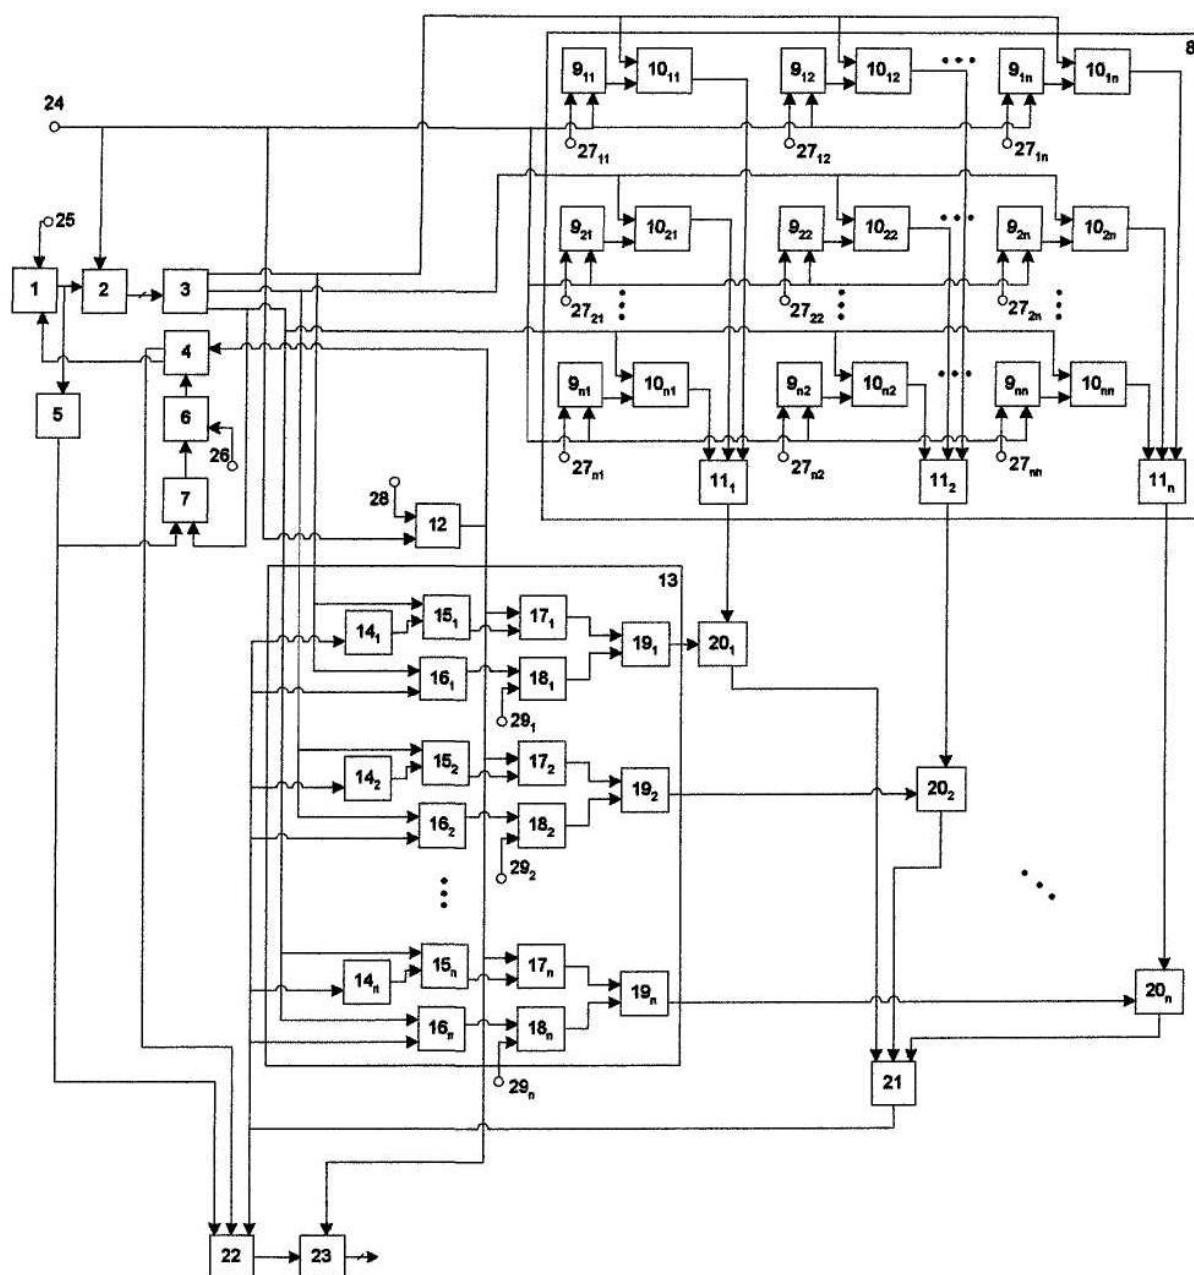 8
9₁₁ 10₁₁ 9₁₂ 10₁₂ 9₁ₙ 10₁ₙ
24
27₁₁ 27₁₂ 27₁ₙ
25
9₂₁ 10₂₁ 9₂₂ 10₂₂ 9₂ₙ 10₂ₙ
1 2 3
27₂₁ 27₂₂ 27₂ₙ
4
9ₙ₁ 10ₙ₁ 9ₙ₂ 10ₙ₂ 9ₙₙ 10ₙₙ
5 6
26 27ₙ₁ 27ₙ₂ 27ₙₙ
11₁ 11₂ 11ₙ
7 28
12
13
14₁ 15₁ 17₁
19₁ 20₁
16₁ 18₁
29₁
14₂ 15₂ 17₂
19₂ 20₂
16₂ 18₂
29₂
14ₙ 15ₙ 17ₙ
19ₙ 20ₙ
16ₙ 18ₙ
29ₙ
21
22 23